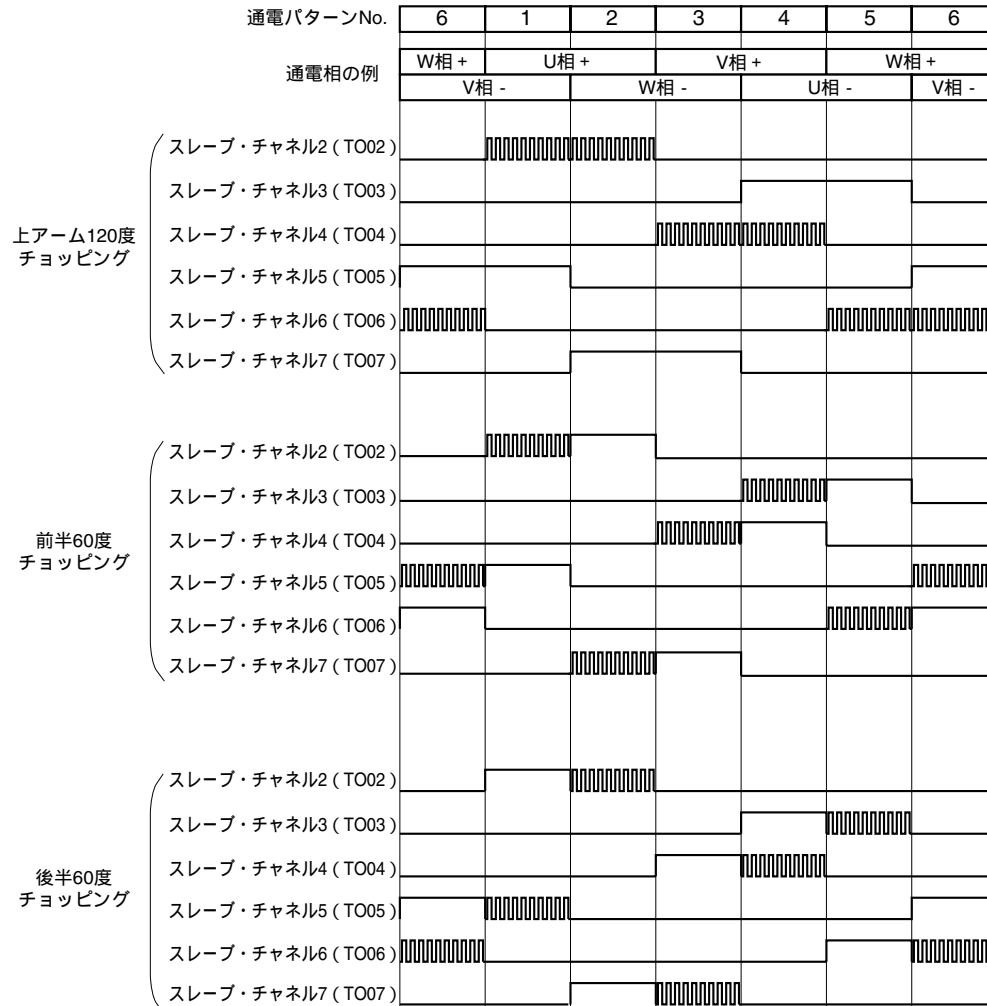 通電パターンNo. 6 1 2 3 4 5 6
通電相の例
W相 + U相 + V相 + W相 +
V相 - W相 - U相 - V相 -
上アーム120度
チョッピング
スレーブ・チャネル2 ( TO02 )
スレーブ・チャネル3 ( TO03 )
スレーブ・チャネル4 ( TO04 )
スレーブ・チャネル5 ( TO05 )
スレーブ・チャネル6 ( TO06 )
スレーブ・チャネル7 ( TO07 )
前半60度
チョッピング
スレーブ・チャネル2 ( TO02 )
スレーブ・チャネル3 ( TO03 )
スレーブ・チャネル4 ( TO04 )
スレーブ・チャネル5 ( TO05 )
スレーブ・チャネル6 ( TO06 )
スレーブ・チャネル7 ( TO07 )
後半60度
チョッピング
スレーブ・チャネル2 ( TO02 )
スレーブ・チャネル3 ( TO03 )
スレーブ・チャネル4 ( TO04 )
スレーブ・チャネル5 ( TO05 )
スレーブ・チャネル6 ( TO06 )
スレーブ・チャネル7 ( TO07 )